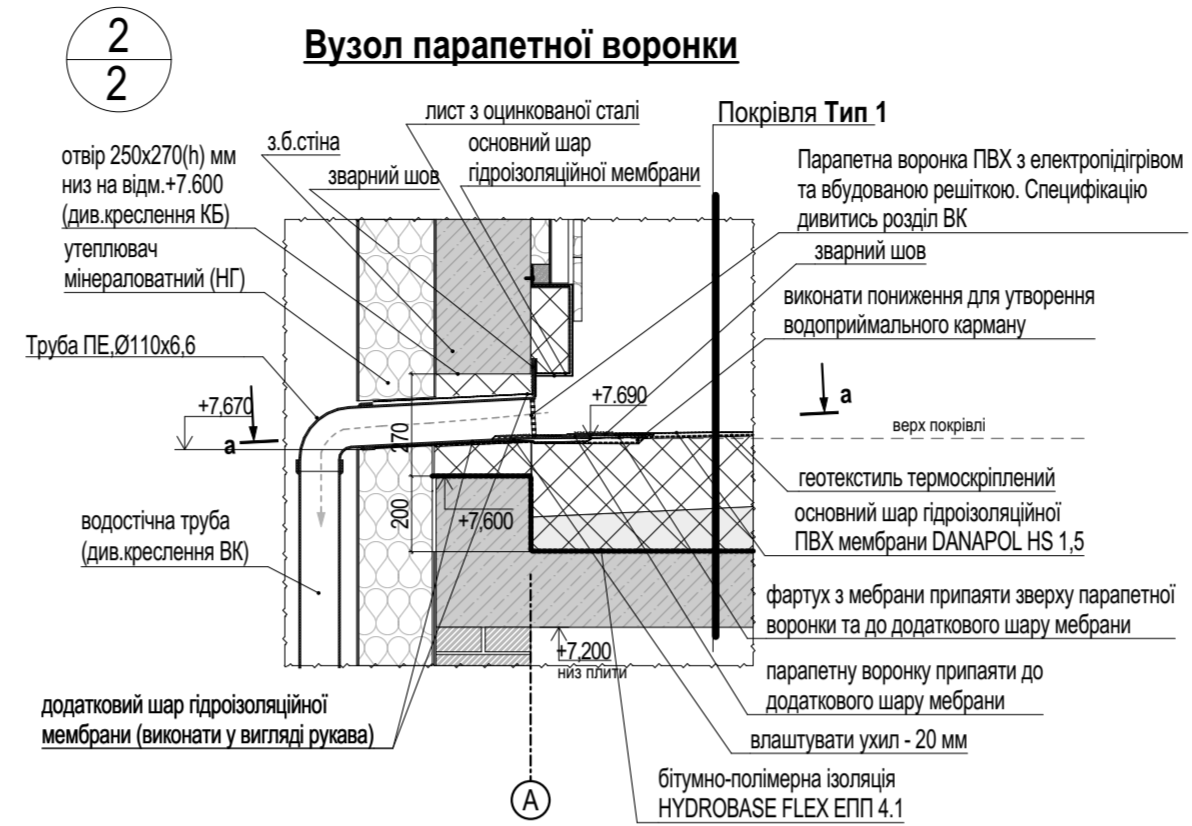 2
2
Вузол парапетної воронки
лист з оцинкованої сталі
основний шар
гідроізоляційної мембрани
Покрівля Тип 1
отвір 250х270(h) мм
низ на відм.+7.600
(див.креслення КБ)
з.б.стіна
зварний шов
утеплювач
мінераловатний (НГ)
Труба ПЕ,Ø110х6,6
Парапетна воронка ПВХ з електропідігрівом
та вбудованою решіткою. Специфікацію
дивитись розділ ВК
зварний шов
виконати пониження для утворення
водоприймального карману
+7,670
а
270
+7.690
а
верх покрівлі
200
+7,600
геотекстиль термоскріплений
основний шар гідроізоляційної
ПВХ мембрани DANAPOL HS 1,5
водостічна труба
(див.креслення ВК)
фартух з мебрани припаяти зверху парапетної
воронки та до додаткового шару мебрани
+7,200
низ плити
парапетну воронку припаяти до
додаткового шару мебрани
додатковий шар гідроізоляційної
мембрани (виконати у вигляді рукава)
влаштувати ухил - 20 мм
бітумно-полімерна ізоляція
HYDROBASE FLEX ЕПП 4.1
А